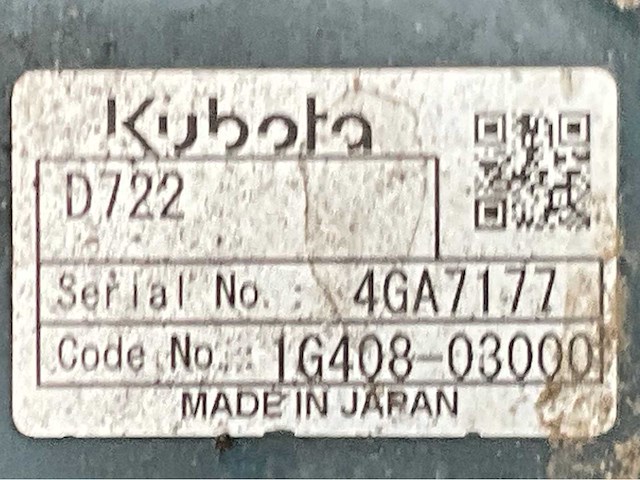 Kubota
D722
Serial No. : 4GA7177
Code No. : 1G408-03000
MADE IN JAPAN